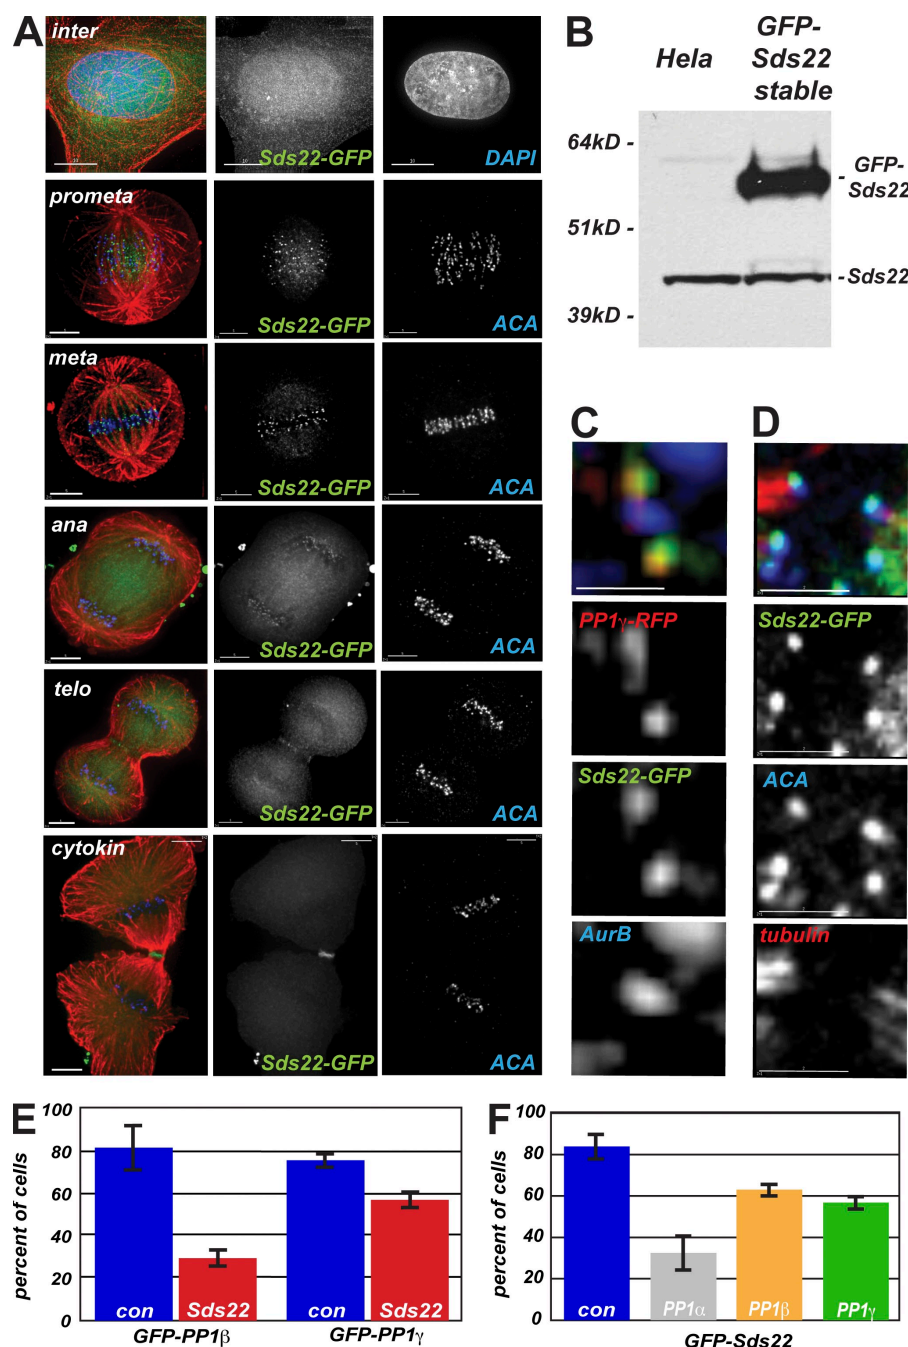 A
inter
Sds22-GFP
DAPI
prometa
Sds22-GFP
ACA
meta
Sds22-GFP
ACA
ana
Sds22-GFP
ACA
telo
Sds22-GFP
ACA
cytokin
Sds22-GFP
ACA
B
Hela
GFP-
Sds22
stable
64kD -
51kD -
39kD -
- GFP-
Sds22
- Sds22
C
PP1γ-RFP
Sds22-GFP
AurB
D
Sds22-GFP
ACA
tubulin
E
percent of cells
100
80
60
40
20
0
con
Sds22
con
Sds22
GFP-PP1β
GFP-PP1γ
F
percent of cells
100
80
60
40
20
0
con
PP1α
PP1β
PP1γ
GFP-Sds22